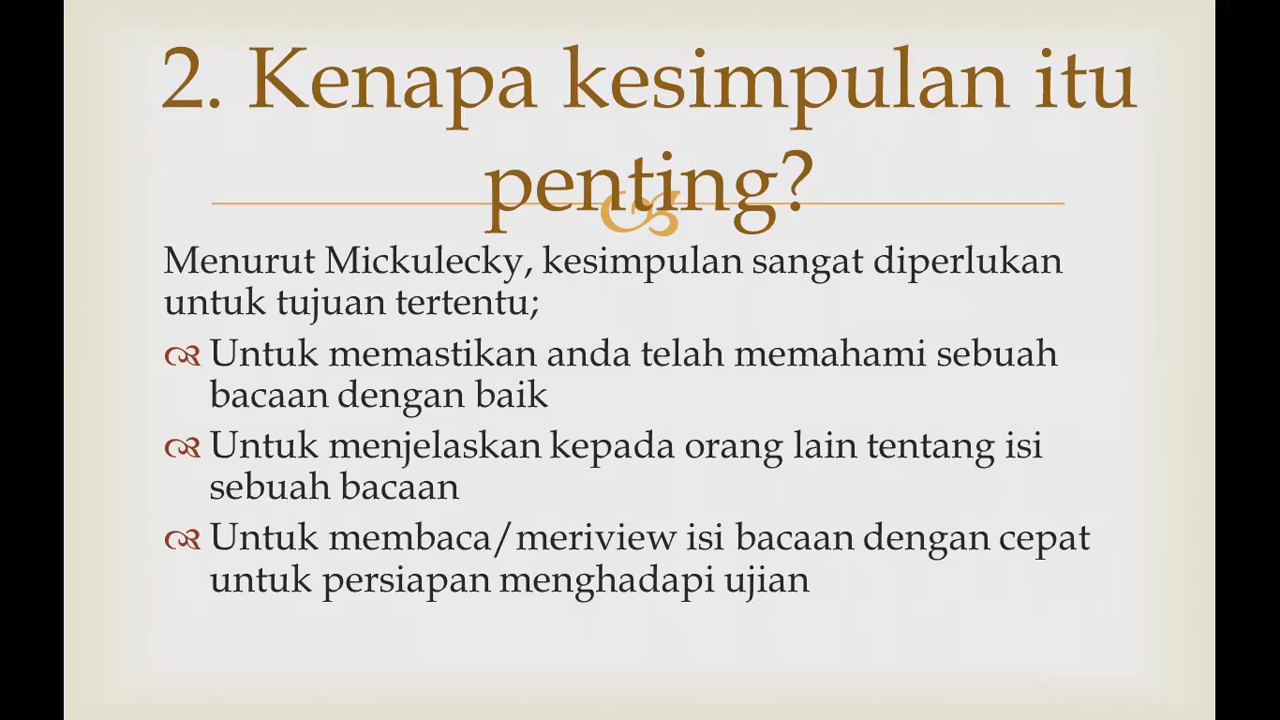 2. Kenapa kesimpulan itu
penting?
Menurut Mickulecky, kesimpulan sangat diperlukan
untuk tujuan tertentu;
Untuk memastikan anda telah memahami sebuah
bacaan dengan baik
Untuk menjelaskan kepada orang lain tentang isi
sebuah bacaan
Untuk membaca/meriview isi bacaan dengan cepat
untuk persiapan menghadapi ujian